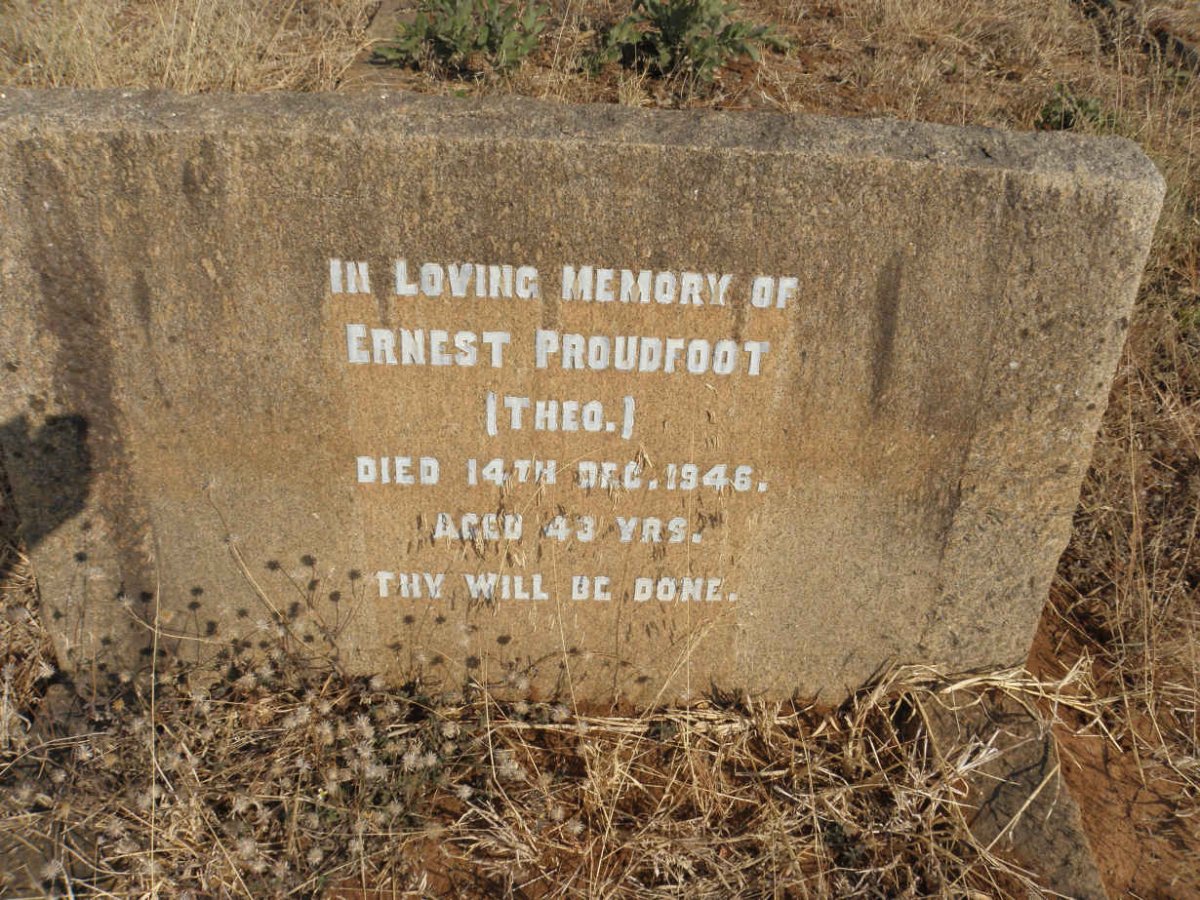 IN LOVING MEMORY OF
ERNEST PROUDFOOT
(THEO.)
DIED 14TH DEC. 1946.
AGED 43 YRS.
THY WILL BE DONE.